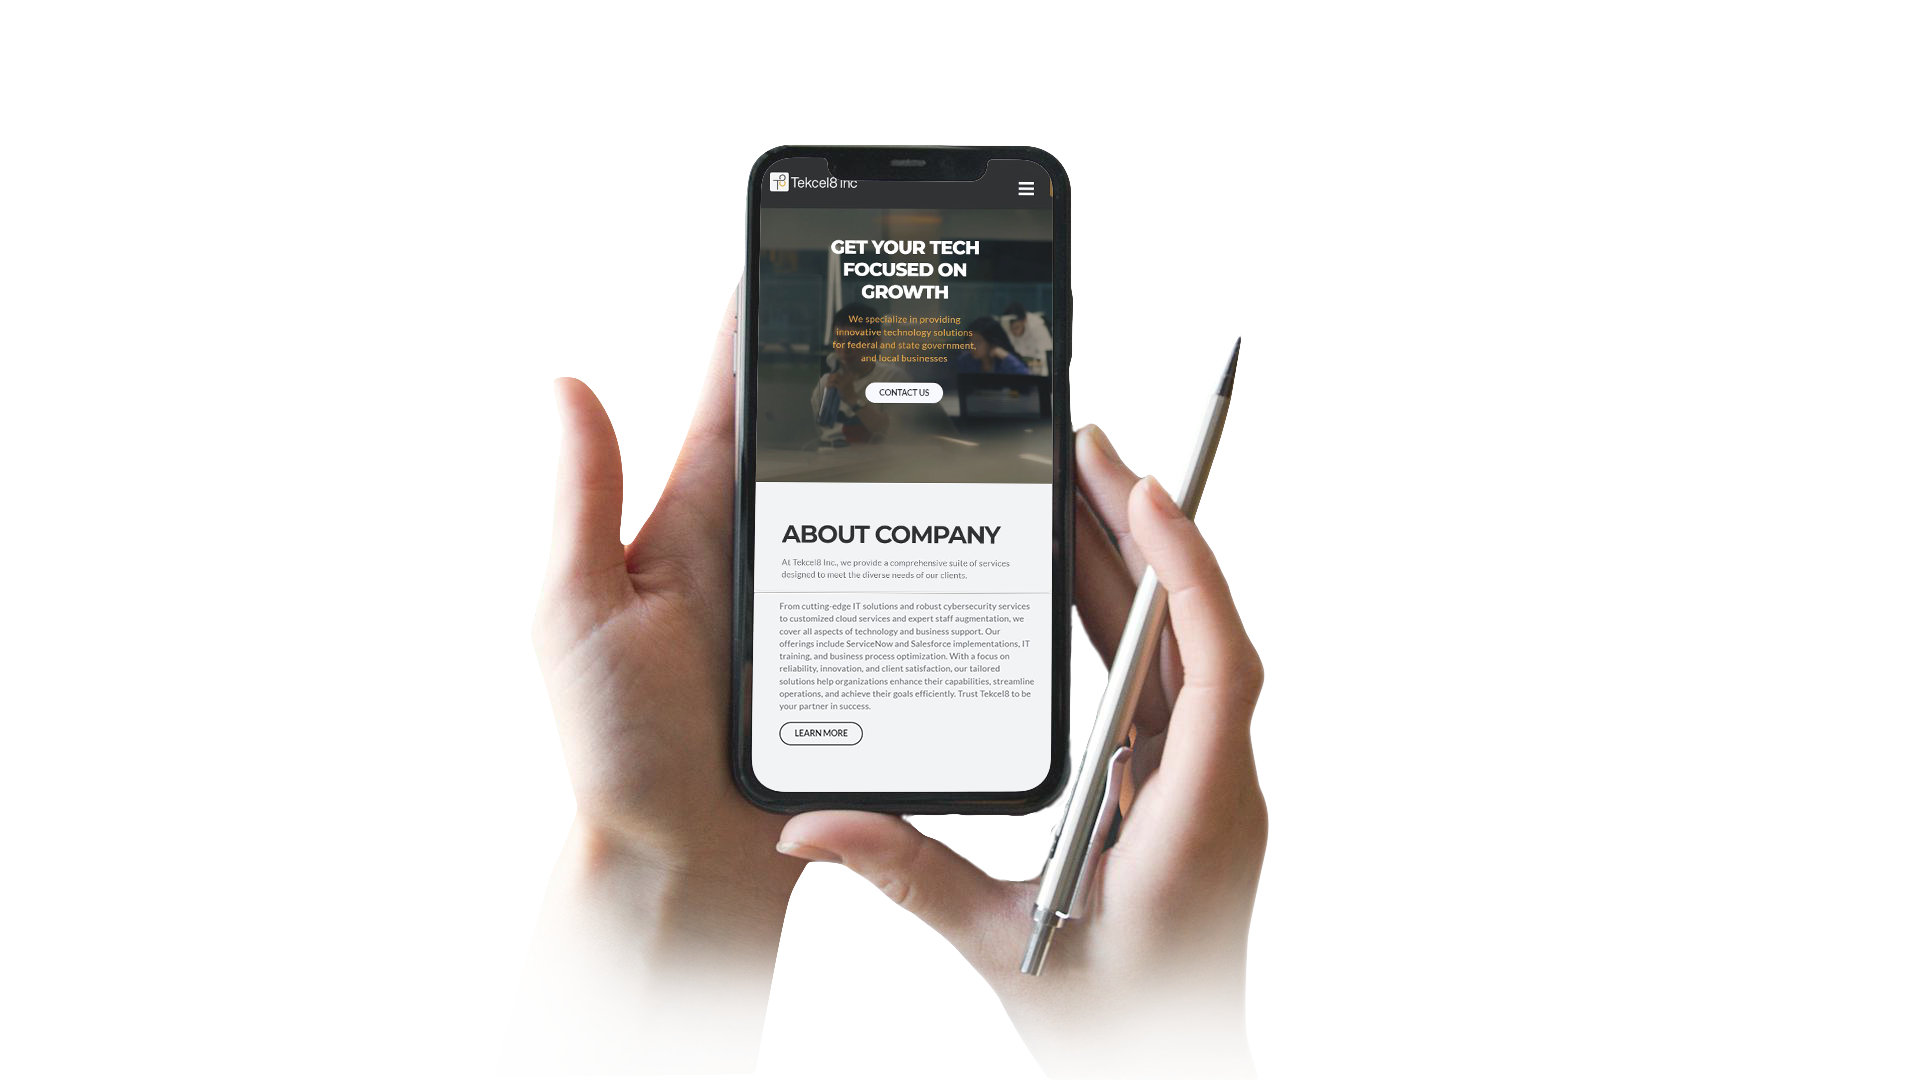 Tekcel8 inc
GET YOUR TECH
FOCUSED ON
GROWTH
We specialize in providing
innovative technology solutions
for federal and state government,
and local businesses
CONTACT US
ABOUT COMPANY
At Tekcel8 Inc., we provide a comprehensive suite of services
designed to meet the diverse needs of our clients.
From cutting-edge IT solutions and robust cybersecurity services
to customized cloud services and expert staff augmentation, we
cover all aspects of technology and business support. Our
offerings include ServiceNow and Salesforce implementations, IT
training, and business process optimization. With a focus on
reliability, innovation, and client satisfaction, our tailored
solutions help organizations enhance their capabilities, streamline
operations, and achieve their goals efficiently. Trust Tekcel8 to be
your partner in success.
LEARN MORE